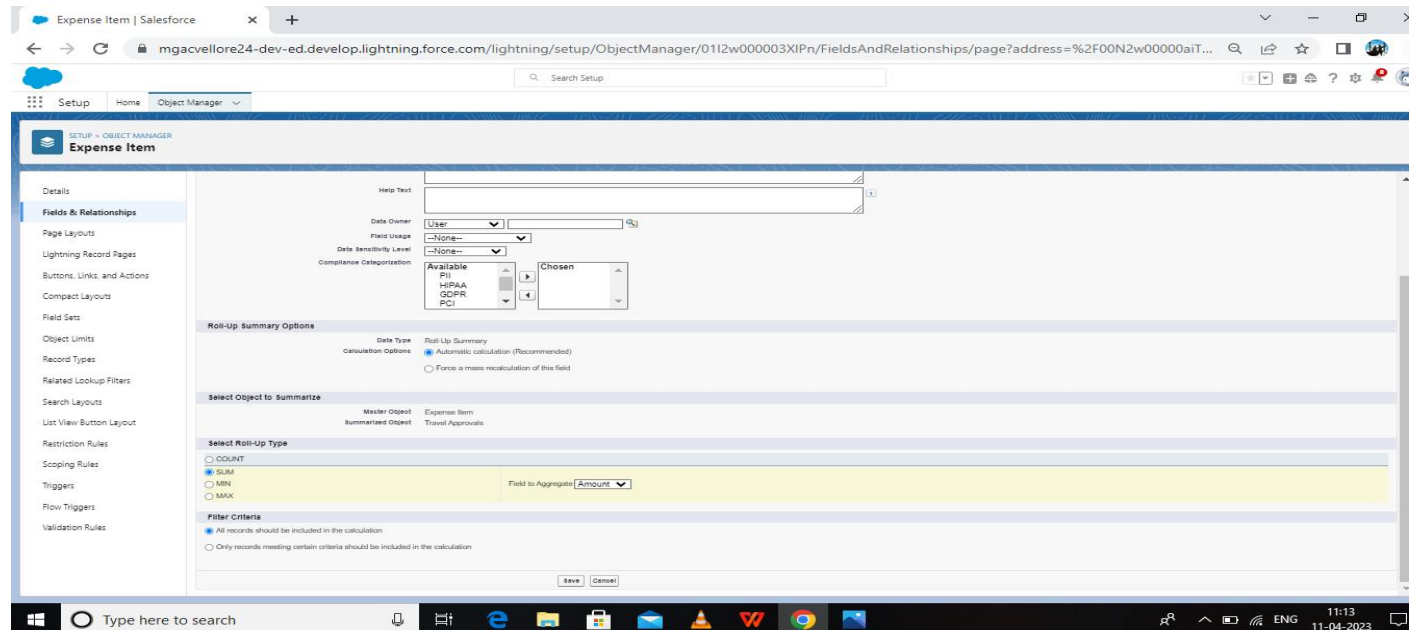 Expense Item | Salesforce
mgacvellore24-dev-ed.develop.lightning.force.com/lightning/setup/ObjectManager/01I2w000003XIPn/FieldsAndRelationships/page?address=%2F00N2w00000aiT...
Search Setup
Setup Home Object Manager
SETUP > OBJECT MANAGER
Expense Item
Details
Fields & Relationships
Page Layouts
Lightning Record Pages
Buttons, Links, and Actions
Compact Layouts
Field Sets
Object Limits
Record Types
Related Lookup Filters
Search Layouts
List View Button Layout
Restriction Rules
Scoping Rules
Triggers
Flow Triggers
Validation Rules
Help Text
Data Owner User
Field Usage --None--
Data Sensitivity Level --None--
Compliance Categorization
Available Chosen
PII
HIPAA
GDPR
PCI
Roll-Up Summary Options
Data Type Roll-Up Summary
Calculation Options Automatic calculation (Recommended)
Force a mass recalculation of this field
Select Object to Summarize
Master Object Expense Item
Summarized Object Travel Approvals
Select Roll-Up Type
COUNT
SUM
MIN Field to Aggregate Amount
MAX
Filter Criteria
All records should be included in the calculation
Only records meeting certain criteria should be included in the calculation
Save Cancel
Type here to search
ENG
11:13
11-04-2023